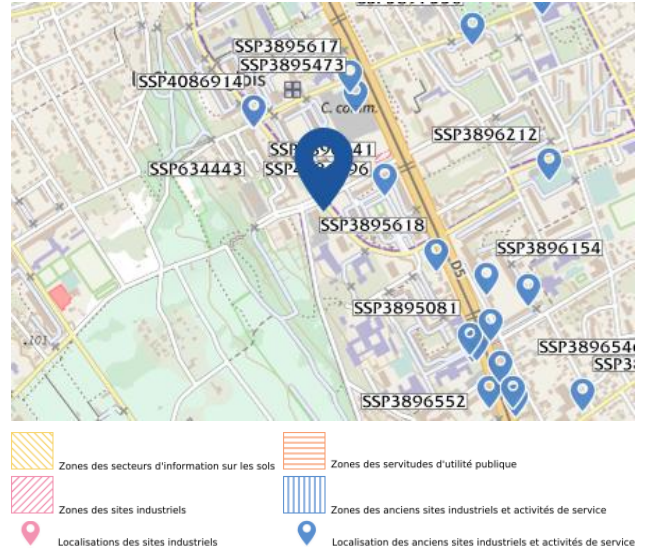 SSP3895617
SSP3895473
SSP4086914
C. comm.
SSP3896212
SSP634443
SSP3895618
SSP3896154
D5
SSP3895081
.101
SSP3896552
Zones des secteurs d'information sur les sols
Zones des servitudes d'utilité publique
Zones des sites industriels
Zones des anciens sites industriels et activités de service
Localisations des sites industriels
Localisation des anciens sites industriels et activités de service